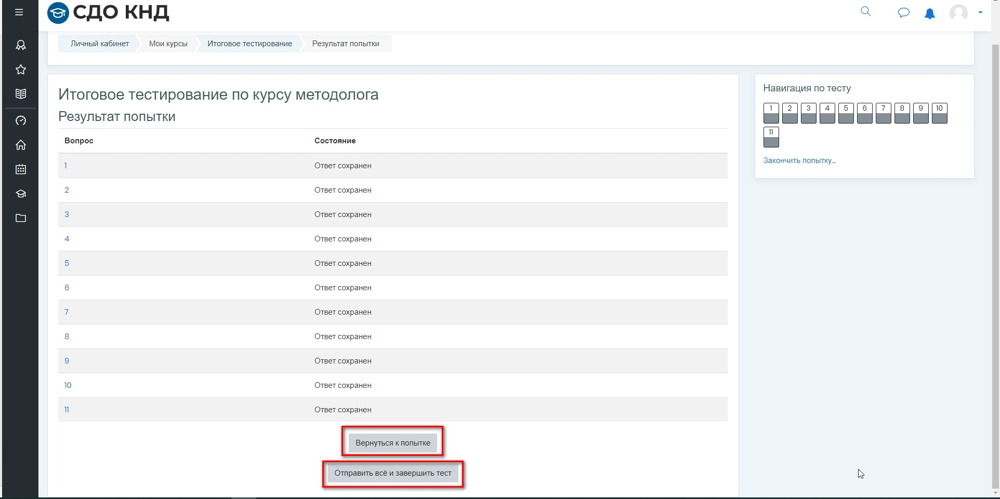 СДО КНД
Личный кабинет Мои курсы Итоговое тестирование Результат попытки
Итоговое тестирование по курсу методолога
Результат попытки
Вопрос Состояние
1 Ответ сохранен
2 Ответ сохранен
3 Ответ сохранен
4 Ответ сохранен
5 Ответ сохранен
6 Ответ сохранен
7 Ответ сохранен
8 Ответ сохранен
9 Ответ сохранен
10 Ответ сохранен
11 Ответ сохранен
Вернуться к попытке
Отправить всё и завершить тест
Навигация по тесту
1 2 3 4 5 6 7 8 9 10
11
Закончить попытку...